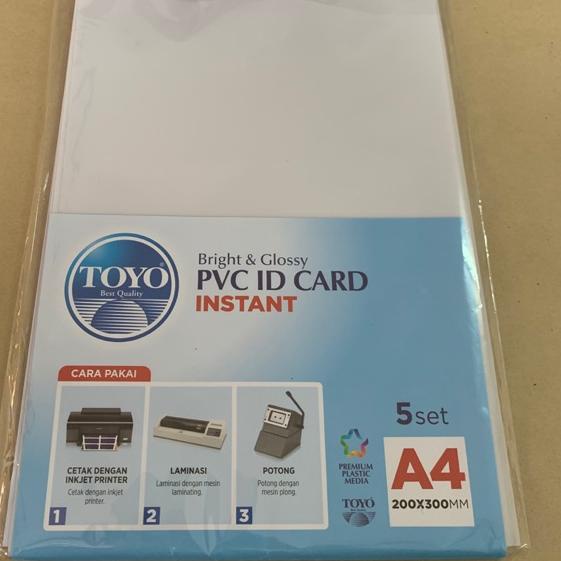 TOYO
Best Quality
Bright & Glossy
PVC ID CARD
INSTANT
CARA PAKAI
CETAK DENGAN
INKJET PRINTER
Cetak dengan inkjet
printer.
1
LAMINASI
Laminasi dengan mesin
laminating.
2
POTONG
Potong dengan
mesin plong.
3
PREMIUM
PLASTIC
MEDIA
TOYO
5 set
A4
200X300MM